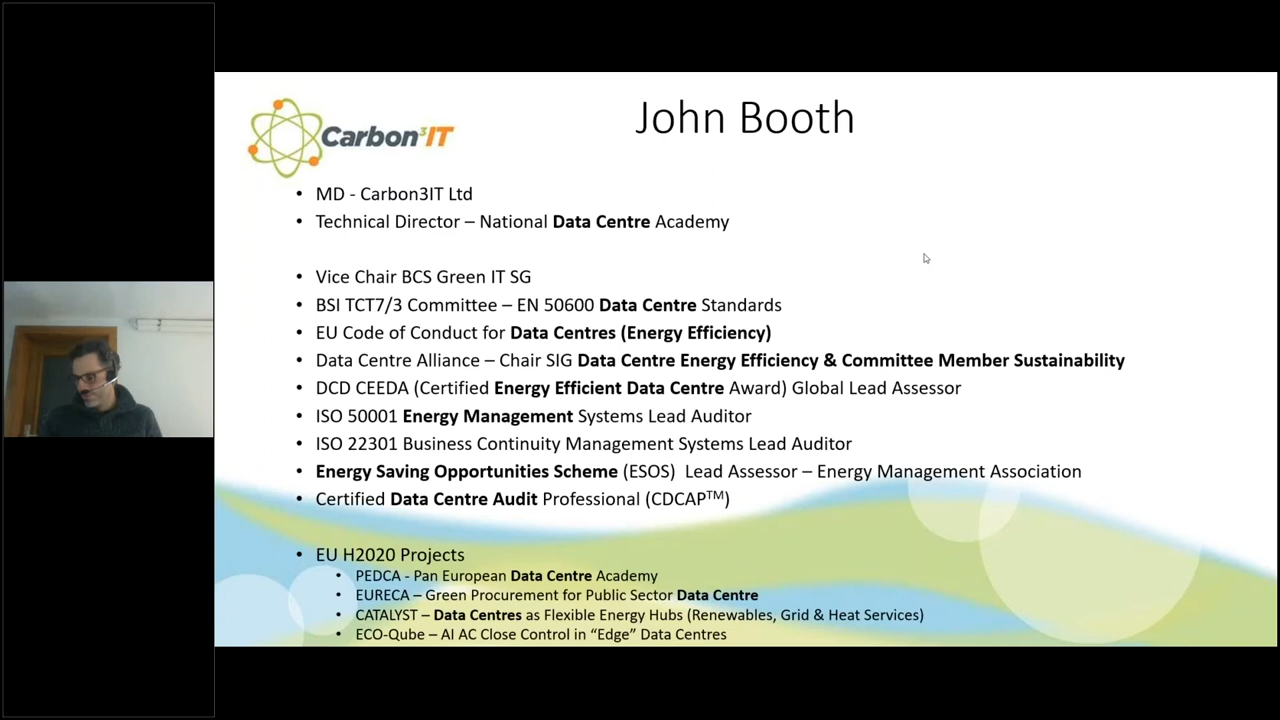 Carbon³IT
John Booth
• MD - Carbon3IT Ltd
• Technical Director – National Data Centre Academy
• Vice Chair BCS Green IT SG
• BSI TCT7/3 Committee – EN 50600 Data Centre Standards
• EU Code of Conduct for Data Centres (Energy Efficiency)
• Data Centre Alliance – Chair SIG Data Centre Energy Efficiency & Committee Member Sustainability
• DCD CEEDA (Certified Energy Efficient Data Centre Award) Global Lead Assessor
• ISO 50001 Energy Management Systems Lead Auditor
• ISO 22301 Business Continuity Management Systems Lead Auditor
• Energy Saving Opportunities Scheme (ESOS) Lead Assessor – Energy Management Association
• Certified Data Centre Audit Professional (CDCAP™)
• EU H2020 Projects
• PEDCA - Pan European Data Centre Academy
• EURECA – Green Procurement for Public Sector Data Centre
• CATALYST – Data Centres as Flexible Energy Hubs (Renewables, Grid & Heat Services)
• ECO-Qube – AI AC Close Control in “Edge” Data Centres